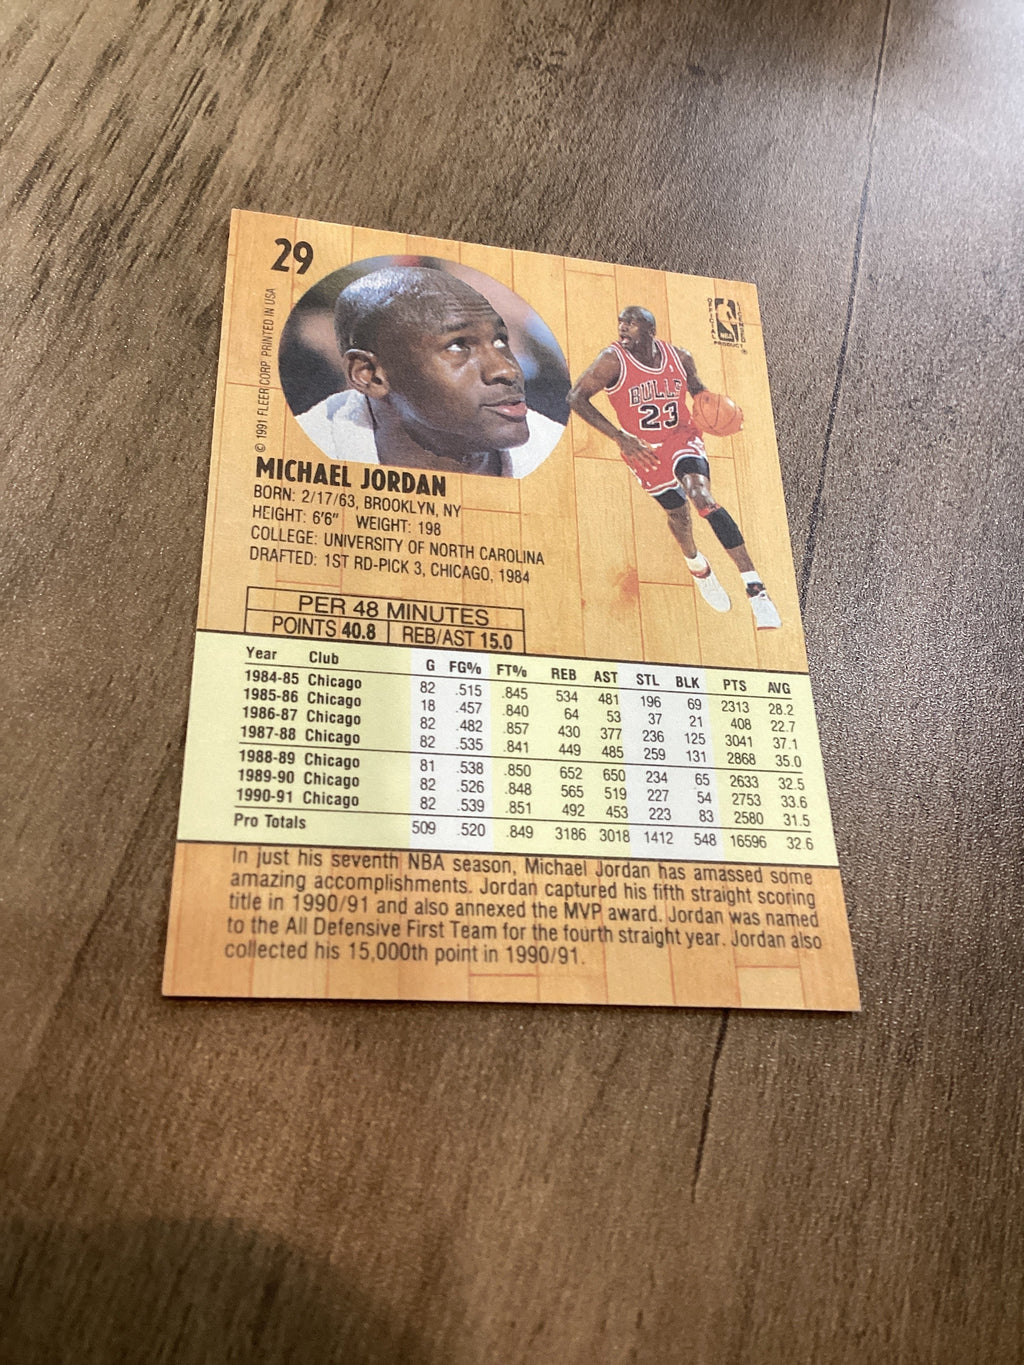 29
© 1991 FLEER CORP. PRINTED IN USA
OFFICIAL LICENSED
NBA
PRODUCT
®
BULLS
23
MICHAEL JORDAN
BORN: 2/17/63, BROOKLYN, NY
HEIGHT: 6'6" WEIGHT: 198
COLLEGE: UNIVERSITY OF NORTH CAROLINA
DRAFTED: 1ST RD-PICK 3, CHICAGO, 1984
PER 48 MINUTES
POINTS 40.8 REB/AST 15.0
Year Club G FG% FT% REB AST STL BLK PTS AVG
1984-85 Chicago 82 .515 .845 534 481 196 69 2313 28.2
1985-86 Chicago 18 .457 .840 64 53 37 21 408 22.7
1986-87 Chicago 82 .482 .857 430 377 236 125 3041 37.1
1987-88 Chicago 82 .535 .841 449 485 259 131 2868 35.0
1988-89 Chicago 81 .538 .850 652 650 234 65 2633 32.5
1989-90 Chicago 82 .526 .848 565 519 227 54 2753 33.6
1990-91 Chicago 82 .539 .851 492 453 223 83 2580 31.5
Pro Totals 509 .520 .849 3186 3018 1412 548 16596 32.6
In just his seventh NBA season, Michael Jordan has amassed some
amazing accomplishments. Jordan captured his fifth straight scoring
title in 1990/91 and also annexed the MVP award. Jordan was named
to the All Defensive First Team for the fourth straight year. Jordan also
collected his 15,000th point in 1990/91.